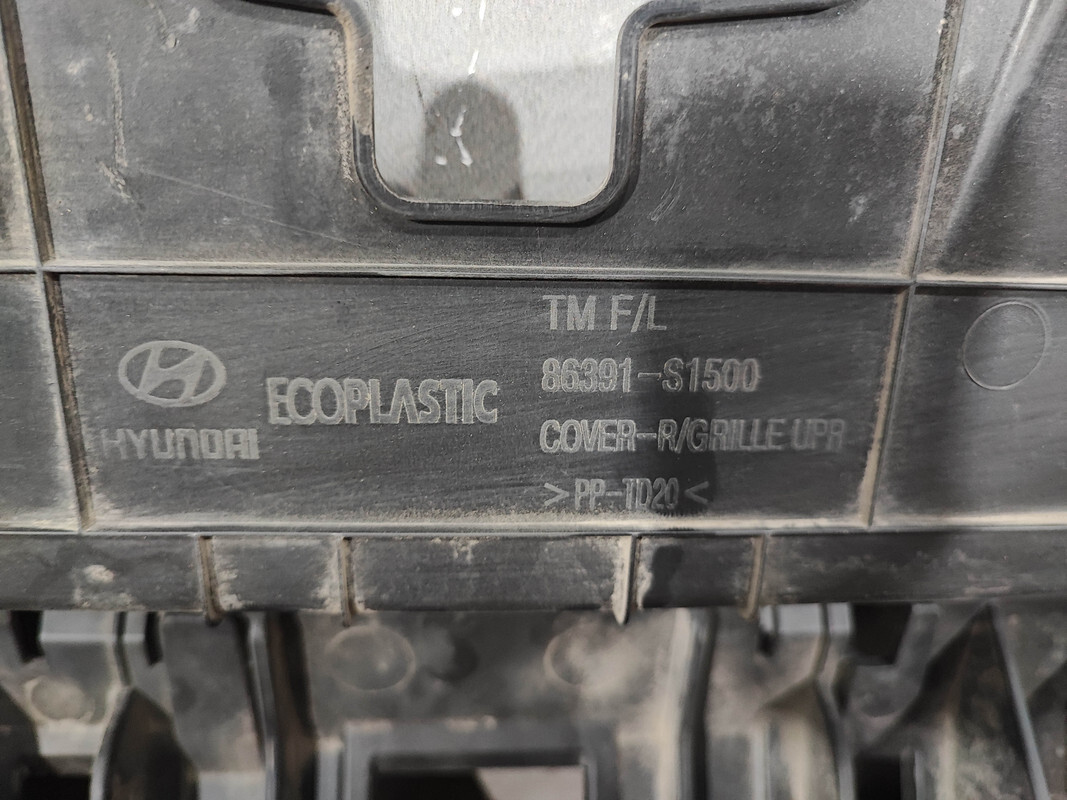 HYUNDAI
ECOPLASTIC
TM F/L
86391-S1500
COVER-R/GRILLE UPR
>PP-TD20<